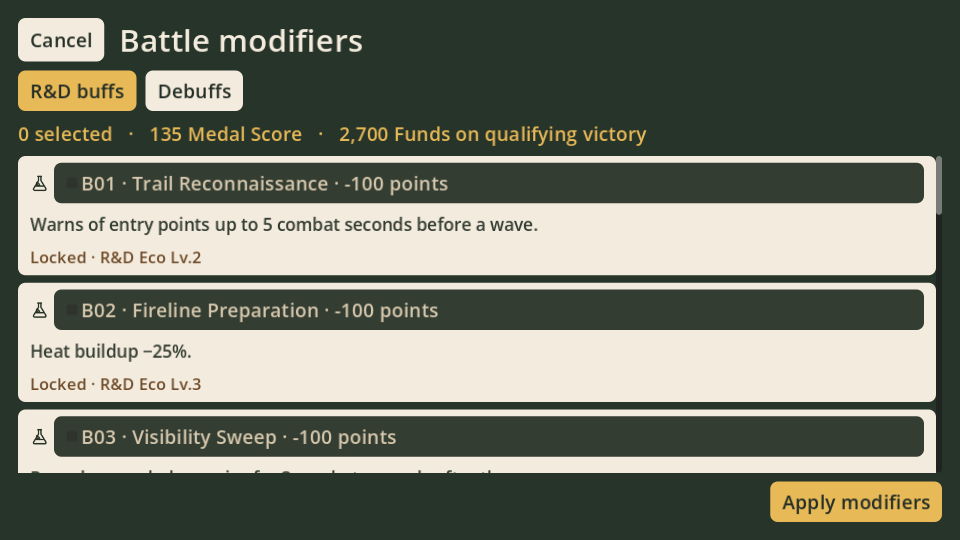 Cancel Battle modifiers
R&D buffs Debuffs
0 selected · 135 Medal Score · 2,700 Funds on qualifying victory
B01 · Trail Reconnaissance · -100 points
Warns of entry points up to 5 combat seconds before a wave.
Locked · R&D Eco Lv.2
B02 · Fireline Preparation · -100 points
Heat buildup −25%.
Locked · R&D Eco Lv.3
B03 · Visibility Sweep · -100 points
Apply modifiers